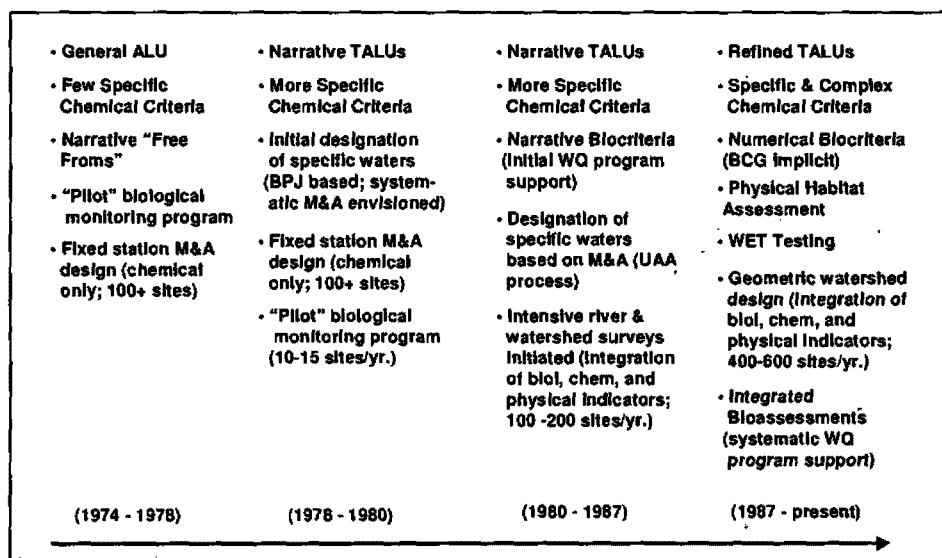 • General ALU
• Few Specific
Chemical Criteria
• Narrative "Free
Froms"
• "Pilot" biological
monitoring program
• Fixed station M&A
design (chemical
only; 100+ sites)
(1974 - 1978)
• Narrative TALUs
• More Specific
Chemical Criteria
• Initial designation
of specific waters
(BPJ based; system-
atic M&A envisioned)
• Fixed station M&A
design (chemical
only; 100+ sites)
• "Pilot" biological
monitoring program
(10-15 sites/yr.)
(1978 - 1980)
• Narrative TALUs
• More Specific
Chemical Criteria
• Narrative Biocriteria
(Initial WQ program
support)
• Designation of
specific waters
based on M&A (UAA
process)
• Intensive river &
watershed surveys
initiated (integration
of biol, chem, and
physical indicators;
100 -200 sites/yr.)
(1980 - 1987)
• Refined TALUs
• Specific & Complex
Chemical Criteria
• Numerical Biocriteria
(BCG implicit)
• Physical Habitat
Assessment
• WET Testing
• Geometric watershed
design (integration of
biol, chem, and
physical indicators;
400-600 sites/yr.)
• Integrated
Bioassessments
(systematic WQ
program support)
(1987 - present)